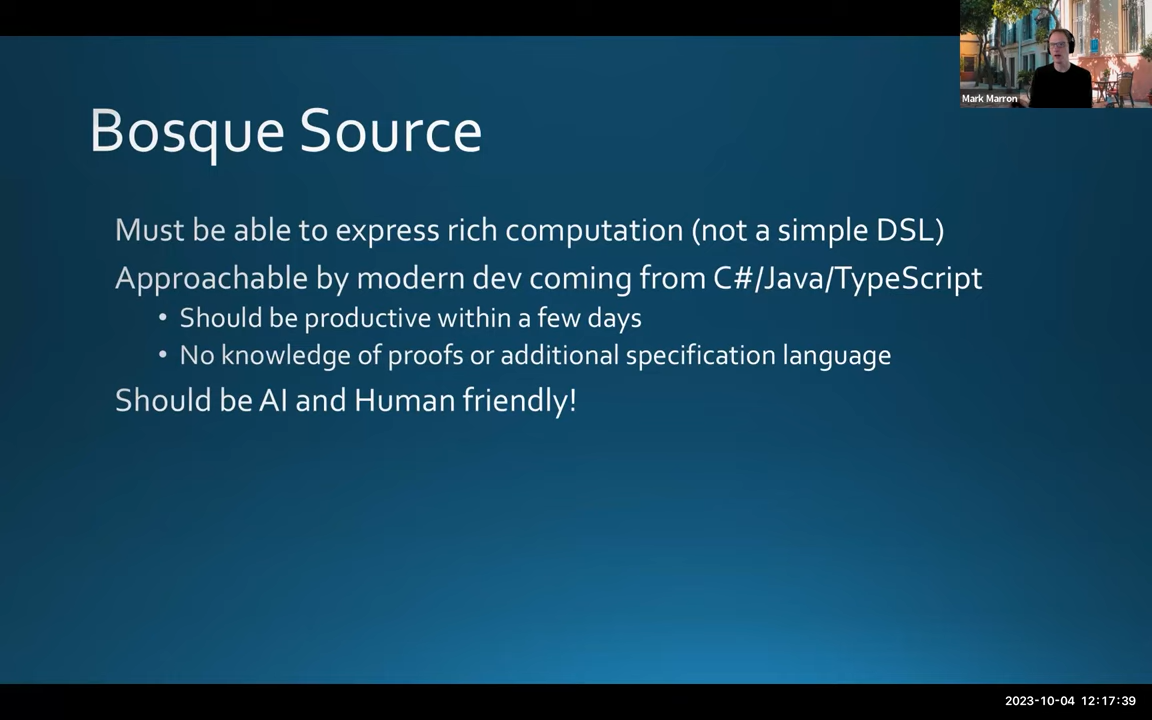 Mark Marron
Bosque Source
Must be able to express rich computation (not a simple DSL)
Approachable by modern dev coming from C#/Java/TypeScript
• Should be productive within a few days
• No knowledge of proofs or additional specification language
Should be AI and Human friendly!
2023-10-04 12:17:39